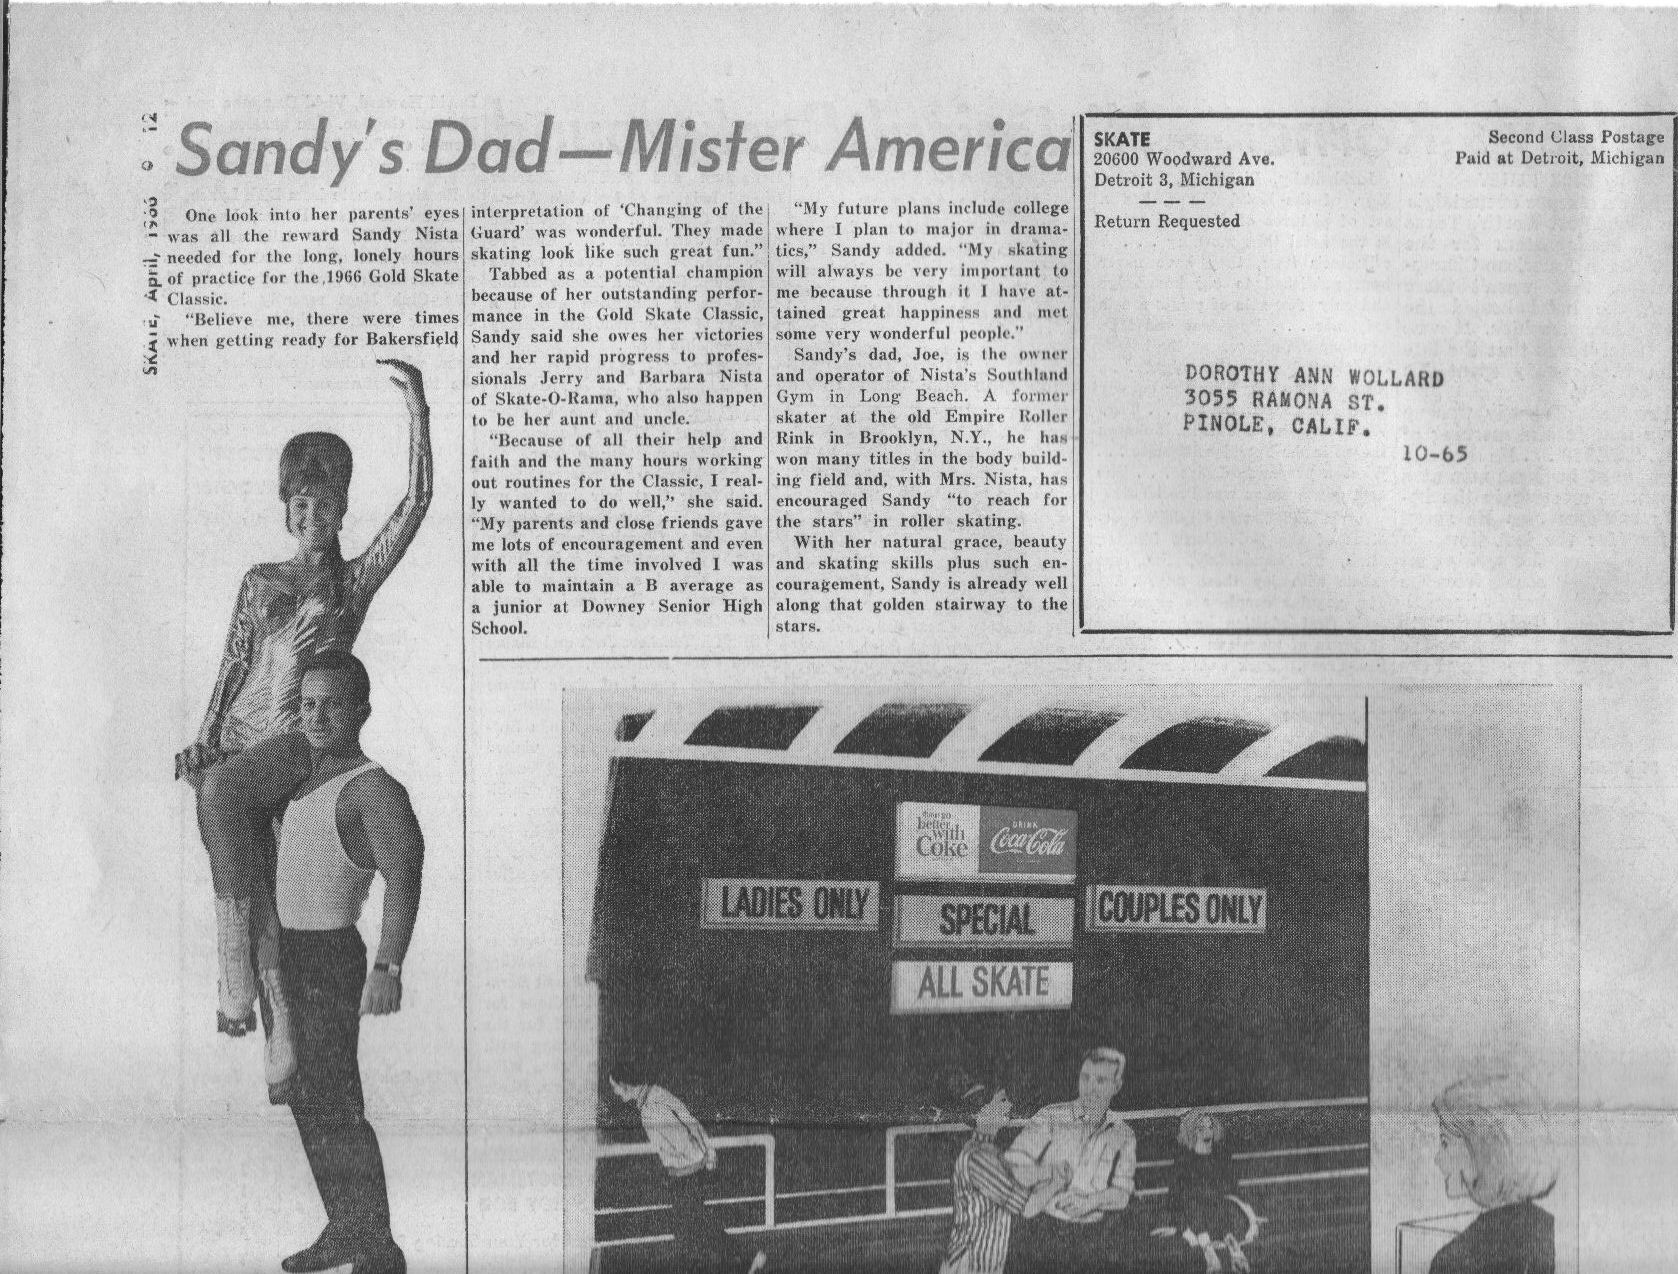 SKATE, April, 1966 12
Sandy's Dad—Mister America
One look into her parents' eyes
was all the reward Sandy Nista
needed for the long, lonely hours
of practice for the 1966 Gold Skate
Classic.
"Believe me, there were times
when getting ready for Bakersfield
interpretation of 'Changing of the
Guard' was wonderful. They made
skating look like such great fun."
Tabbed as a potential champion
because of her outstanding perfor-
mance in the Gold Skate Classic,
Sandy said she owes her victories
and her rapid progress to profes-
sionals Jerry and Barbara Nista
of Skate-O-Rama, who also happen
to be her aunt and uncle.
"Because of all their help and
faith and the many hours working
out routines for the Classic, I real-
ly wanted to do well," she said.
"My parents and close friends gave
me lots of encouragement and even
with all the time involved I was
able to maintain a B average as
a junior at Downey Senior High
School.
"My future plans include college
where I plan to major in drama-
tics," Sandy added. "My skating
will always be very important to
me because through it I have at-
tained great happiness and met
some very wonderful people."
Sandy's dad, Joe, is the owner
and operator of Nista's Southland
Gym in Long Beach. A former
skater at the old Empire Roller
Rink in Brooklyn, N.Y., he has
won many titles in the body build-
ing field and, with Mrs. Nista, has
encouraged Sandy "to reach for
the stars" in roller skating.
With her natural grace, beauty
and skating skills plus such en-
couragement, Sandy is already well
along that golden stairway to the
stars.
SKATE
20600 Woodward Ave.
Detroit 3, Michigan
— — —
Return Requested
Second Class Postage
Paid at Detroit, Michigan
DOROTHY ANN WOLLARD
3055 RAMONA ST.
PINOLE, CALIF.
10-65
things go
better
with
Coke
DRINK
Coca-Cola
LADIES ONLY
SPECIAL
COUPLES ONLY
ALL SKATE